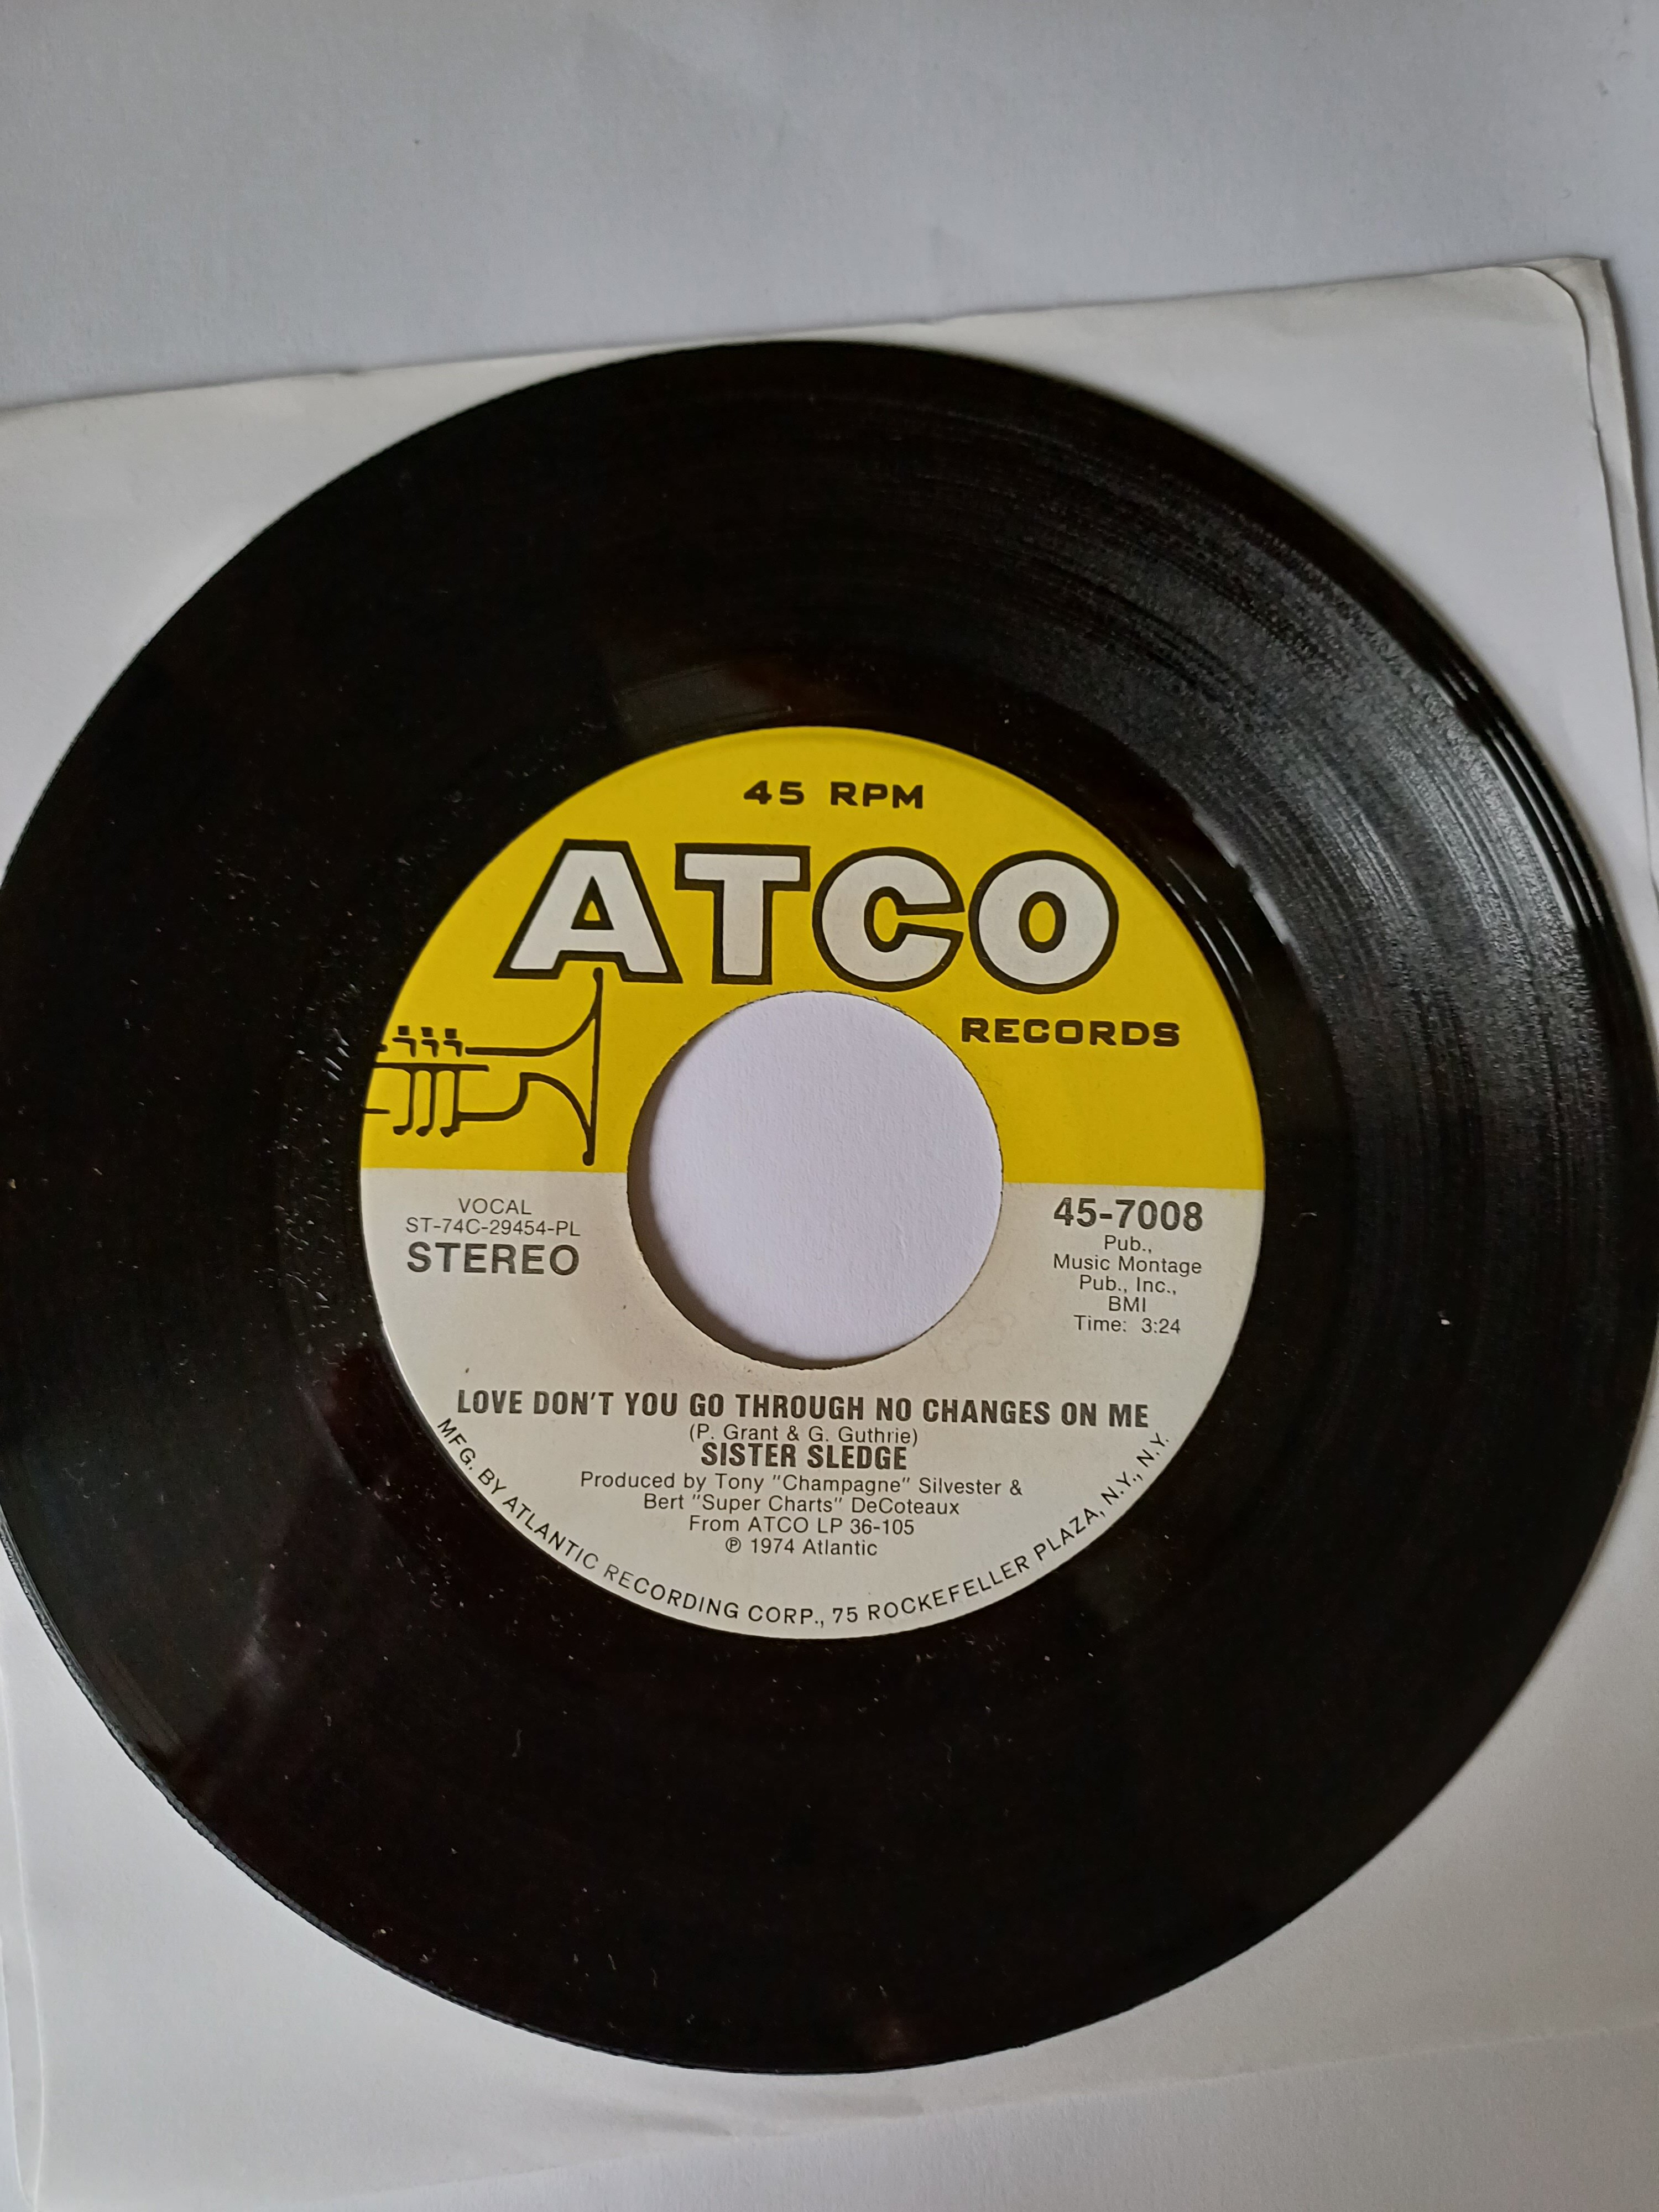 45 RPM
ATCO
RECORDS
VOCAL
ST-74C-29454-PL
STEREO
45-7008
Pub.,
Music Montage
Pub., Inc.,
BMI
Time: 3:24
LOVE DON'T YOU GO THROUGH NO CHANGES ON ME
(P. Grant & G. Guthrie)
SISTER SLEDGE
Produced by Tony "Champagne" Silvester &
Bert "Super Charts" DeCoteaux
From ATCO LP 36-105
℗ 1974 Atlantic
MFG. BY ATLANTIC RECORDING CORP., 75 ROCKEFELLER PLAZA, N.Y., N.Y.